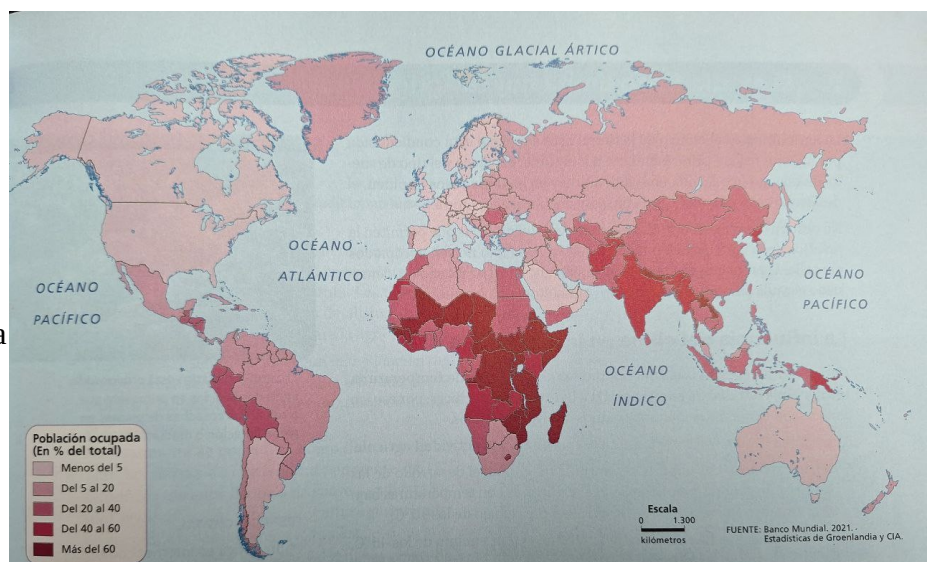 OCÉANO GLACIAL ÁRTICO
OCÉANO
ATLÁNTICO
OCÉANO
PACÍFICO
OCÉANO
PACÍFICO
OCÉANO
ÍNDICO
a
Población ocupada
(En % del total)
Menos del 5
Del 5 al 20
Del 20 al 40
Del 40 al 60
Más del 60
Escala
0 1.300
kilómetros
FUENTE: Banco Mundial. 2021.
Estadísticas de Groenlandia y CIA.